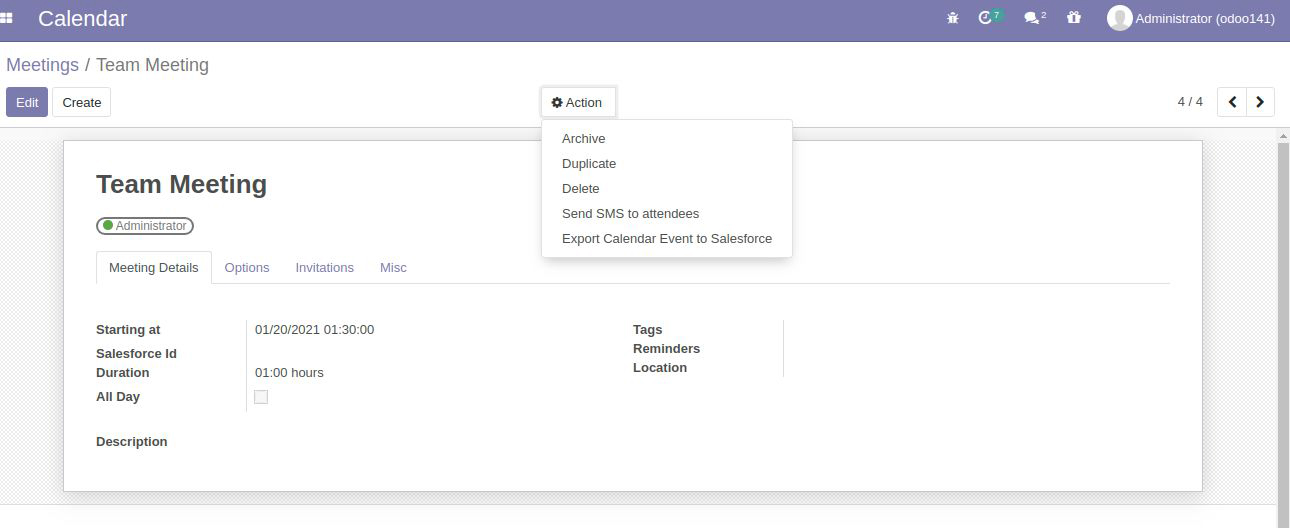 Calendar
7
2
Administrator (odoo141)
Meetings / Team Meeting
Edit
Create
Action
4 / 4
Archive
Duplicate
Delete
Send SMS to attendees
Export Calendar Event to Salesforce
Team Meeting
Administrator
Meeting Details
Options
Invitations
Misc
Starting at
01/20/2021 01:30:00
Salesforce Id
Duration
01:00 hours
All Day
Tags
Reminders
Location
Description